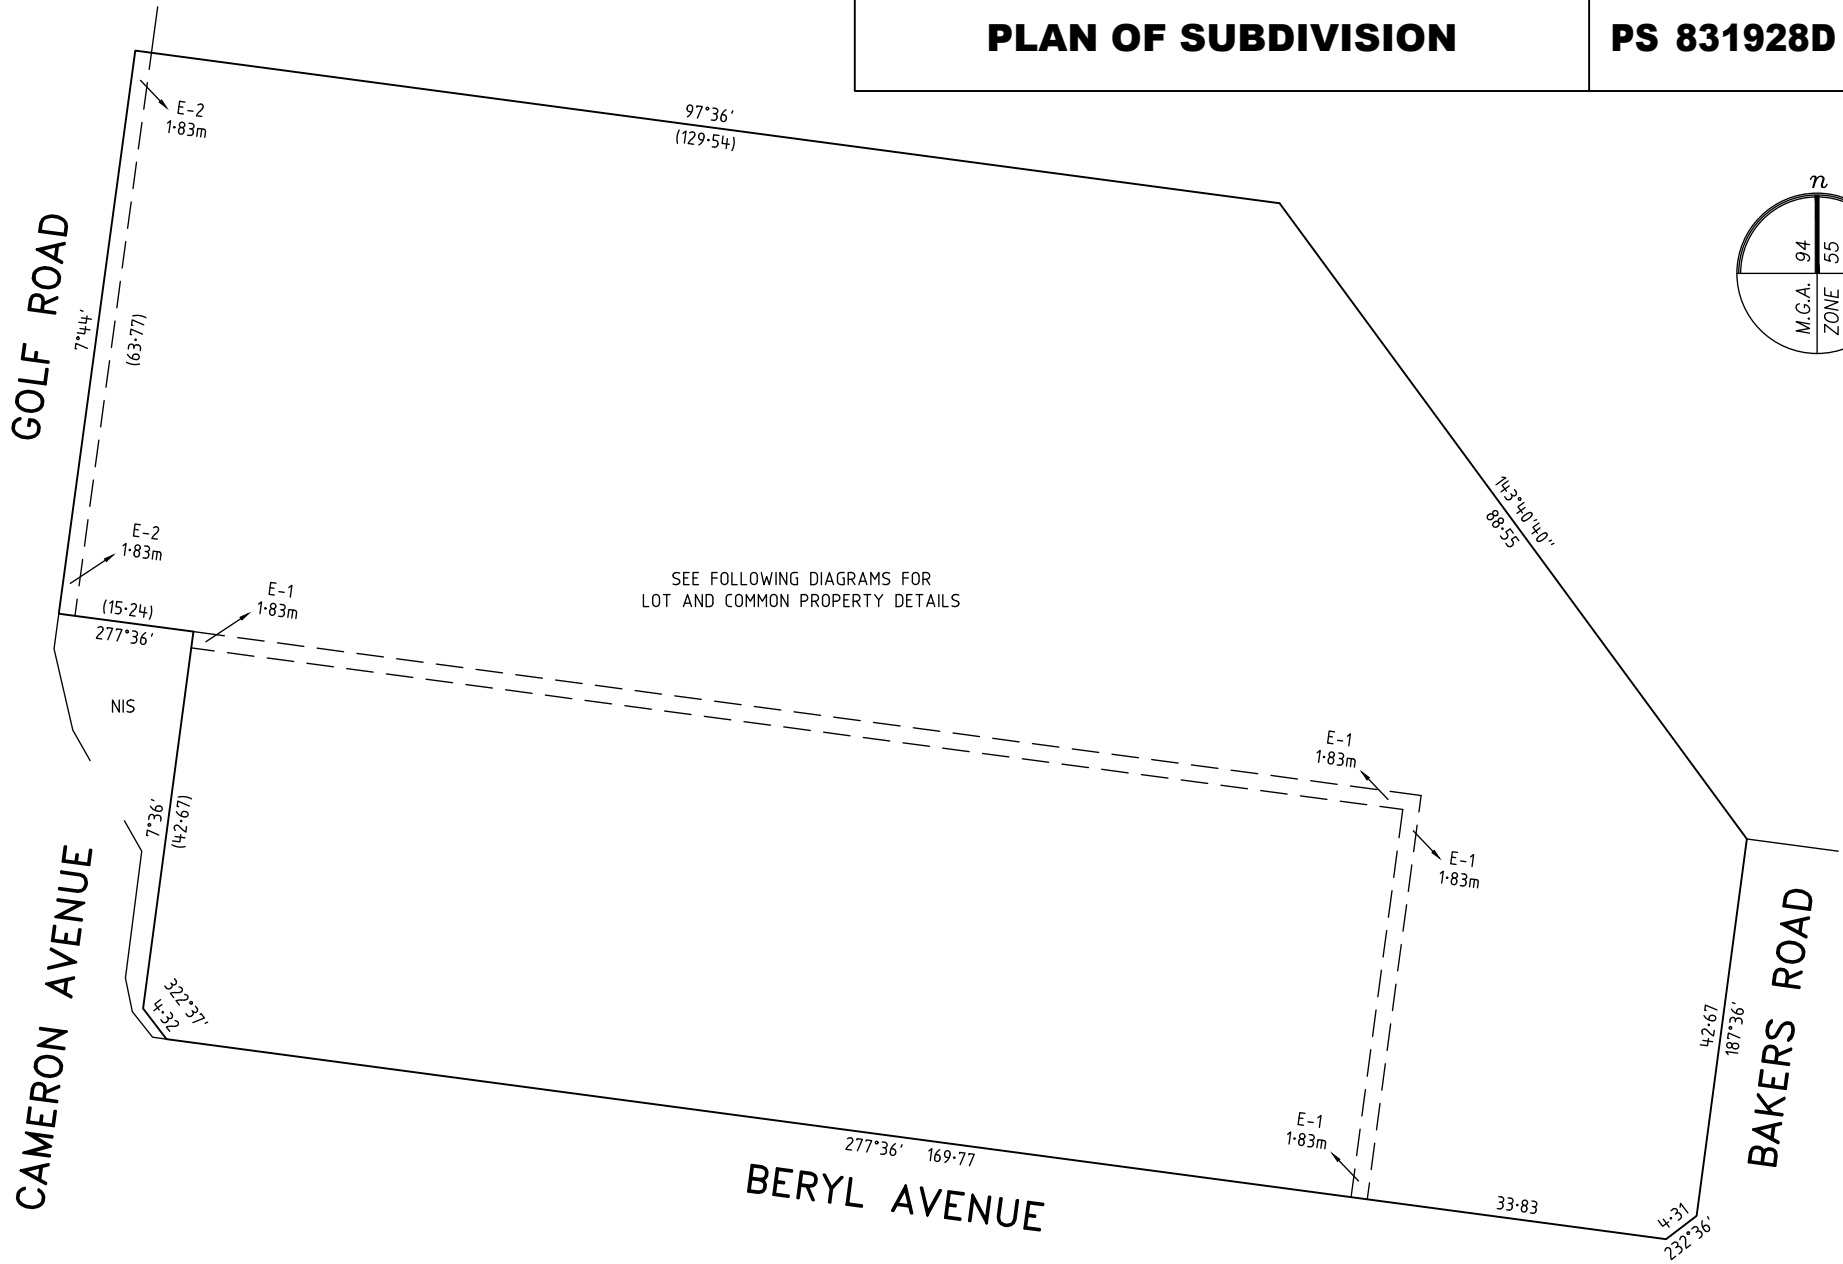 PLAN OF SUBDIVISION
PS 831928D
97°36'
(129·54)
E-2
1·83m
n
M.G.A. 94
ZONE 55
GOLF ROAD
7°44'
(63·77)
143°40'40"
88·55
E-2
1·83m
SEE FOLLOWING DIAGRAMS FOR
LOT AND COMMON PROPERTY DETAILS
(15·24)
277°36'
E-1
1·83m
NIS
E-1
1·83m
7°36'
(42·67)
E-1
1·83m
CAMERON AVENUE
322°37'
4·32
42·67
187°36'
BAKERS ROAD
E-1
1·83m
277°36' 169·77
BERYL AVENUE
33·83
4·31
232°36'